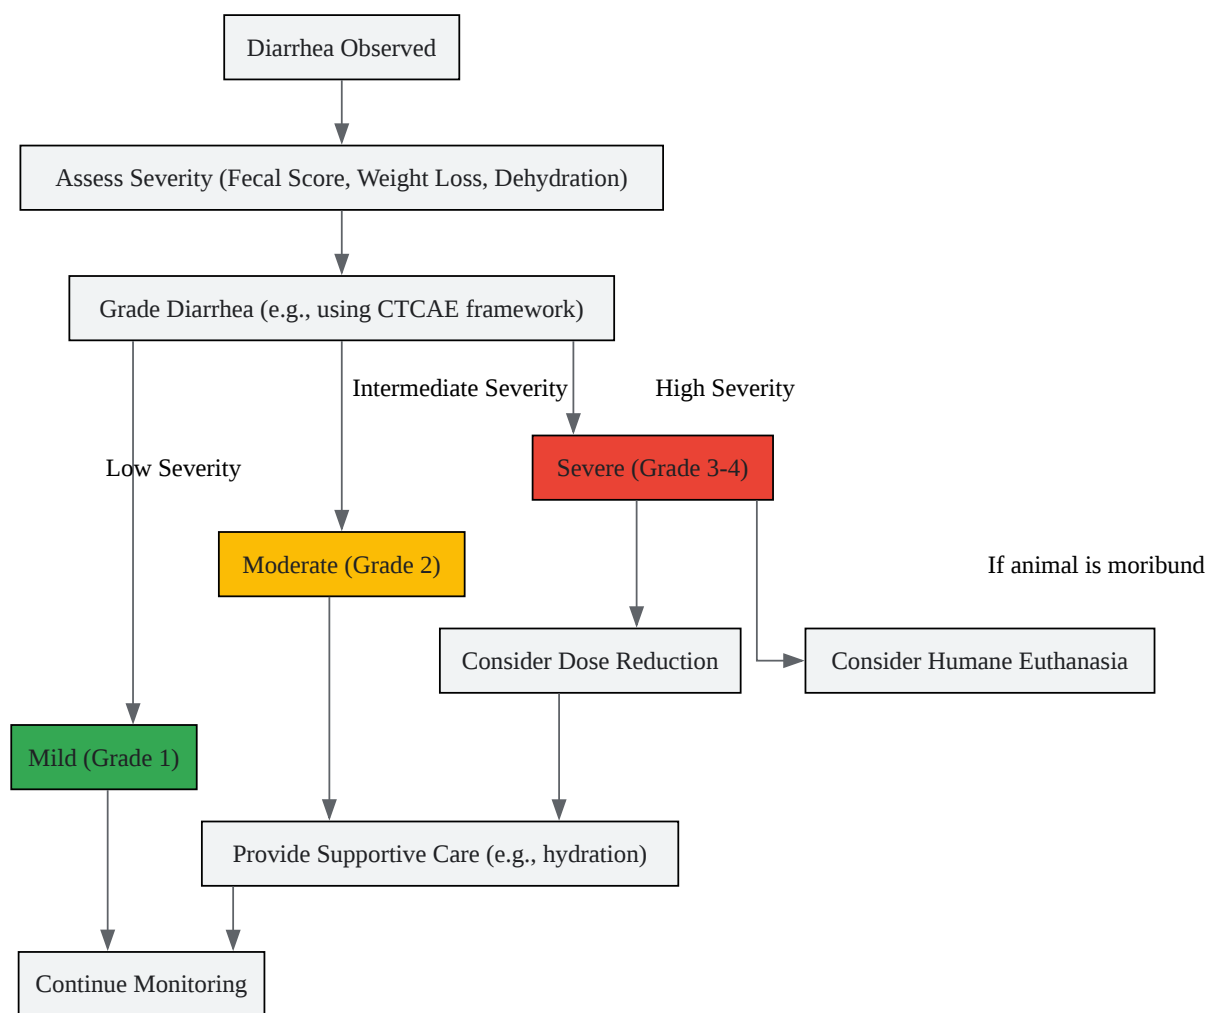 Diarrhea Observed
Assess Severity (Fecal Score, Weight Loss, Dehydration)
Grade Diarrhea (e.g., using CTCAE framework)
Intermediate Severity
High Severity
Low Severity
Severe (Grade 3-4)
Moderate (Grade 2)
If animal is moribund
Consider Dose Reduction
Consider Humane Euthanasia
Mild (Grade 1)
Provide Supportive Care (e.g., hydration)
Continue Monitoring